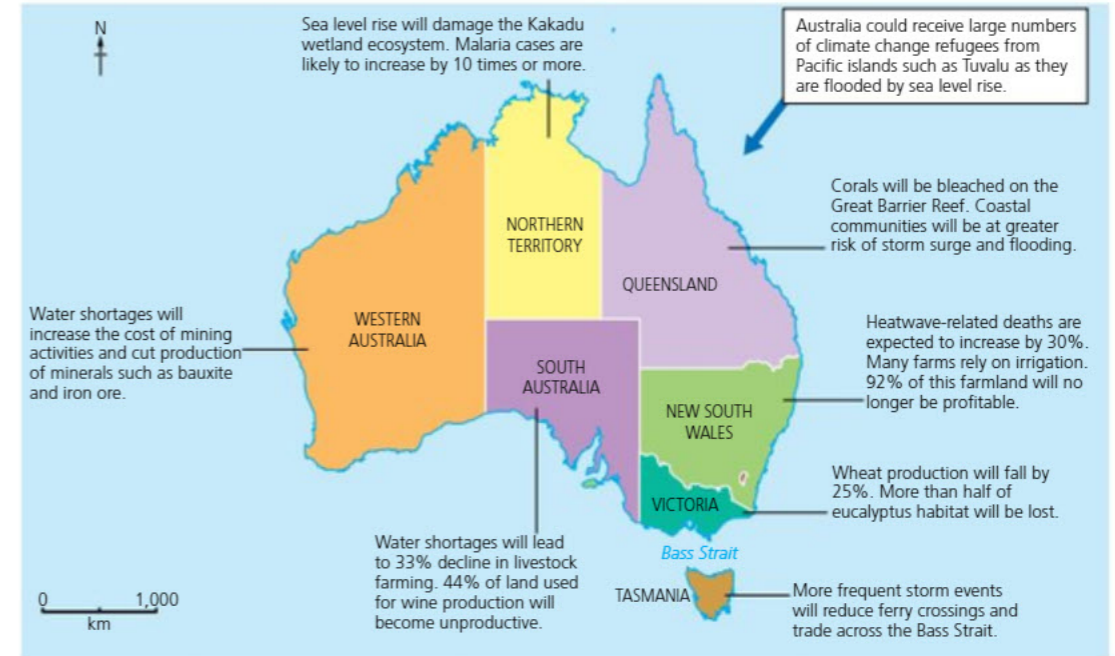 N
Sea level rise will damage the Kakadu
wetland ecosystem. Malaria cases are
likely to increase by 10 times or more.
Australia could receive large numbers
of climate change refugees from
Pacific islands such as Tuvalu as they
are flooded by sea level rise.
Corals will be bleached on the
Great Barrier Reef. Coastal
communities will be at greater
risk of storm surge and flooding.
NORTHERN
TERRITORY
QUEENSLAND
Water shortages will
increase the cost of mining
activities and cut production
of minerals such as bauxite
and iron ore.
WESTERN
AUSTRALIA
SOUTH
AUSTRALIA
Heatwave-related deaths are
expected to increase by 30%.
Many farms rely on irrigation.
92% of this farmland will no
longer be profitable.
NEW SOUTH
WALES
Wheat production will fall by
25%. More than half of
eucalyptus habitat will be lost.
VICTORIA
Water shortages will lead
to 33% decline in livestock
farming. 44% of land used
for wine production will
become unproductive.
Bass Strait
TASMANIA
More frequent storm events
will reduce ferry crossings and
trade across the Bass Strait.
0 1,000
km